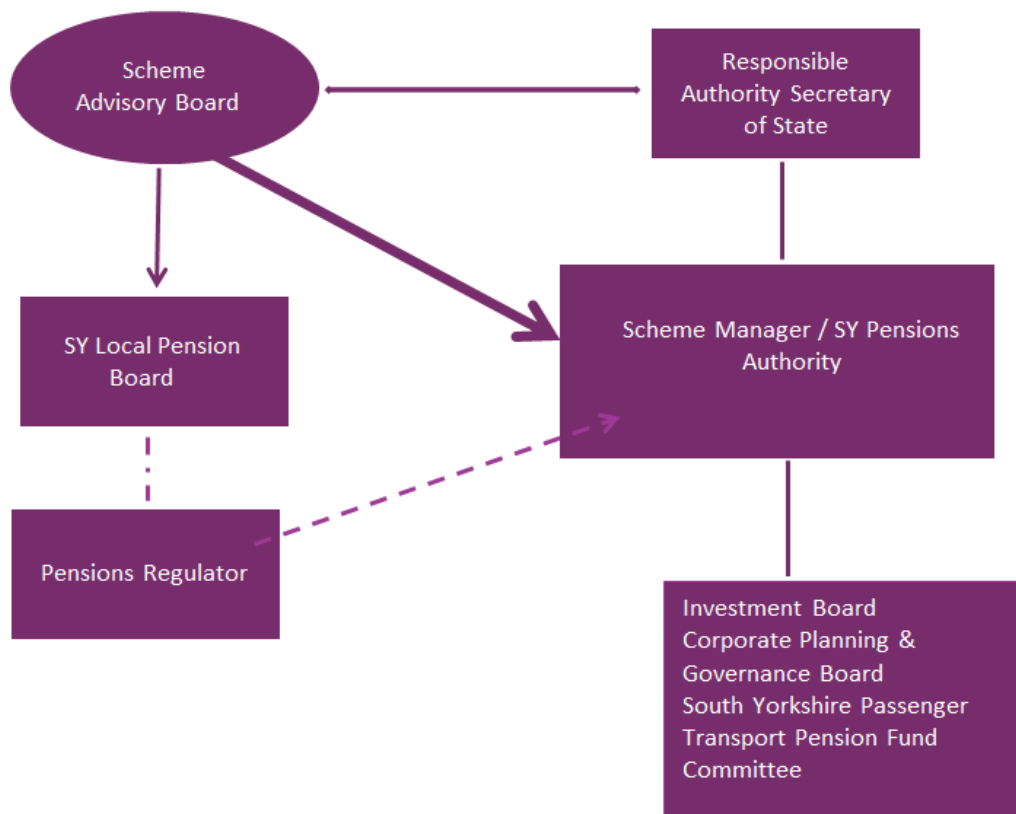 Scheme
Advisory Board
Responsible
Authority Secretary
of State
SY Local Pension
Board
Scheme Manager / SY Pensions
Authority
Pensions Regulator
Investment Board
Corporate Planning &
Governance Board
South Yorkshire Passenger
Transport Pension Fund
Committee